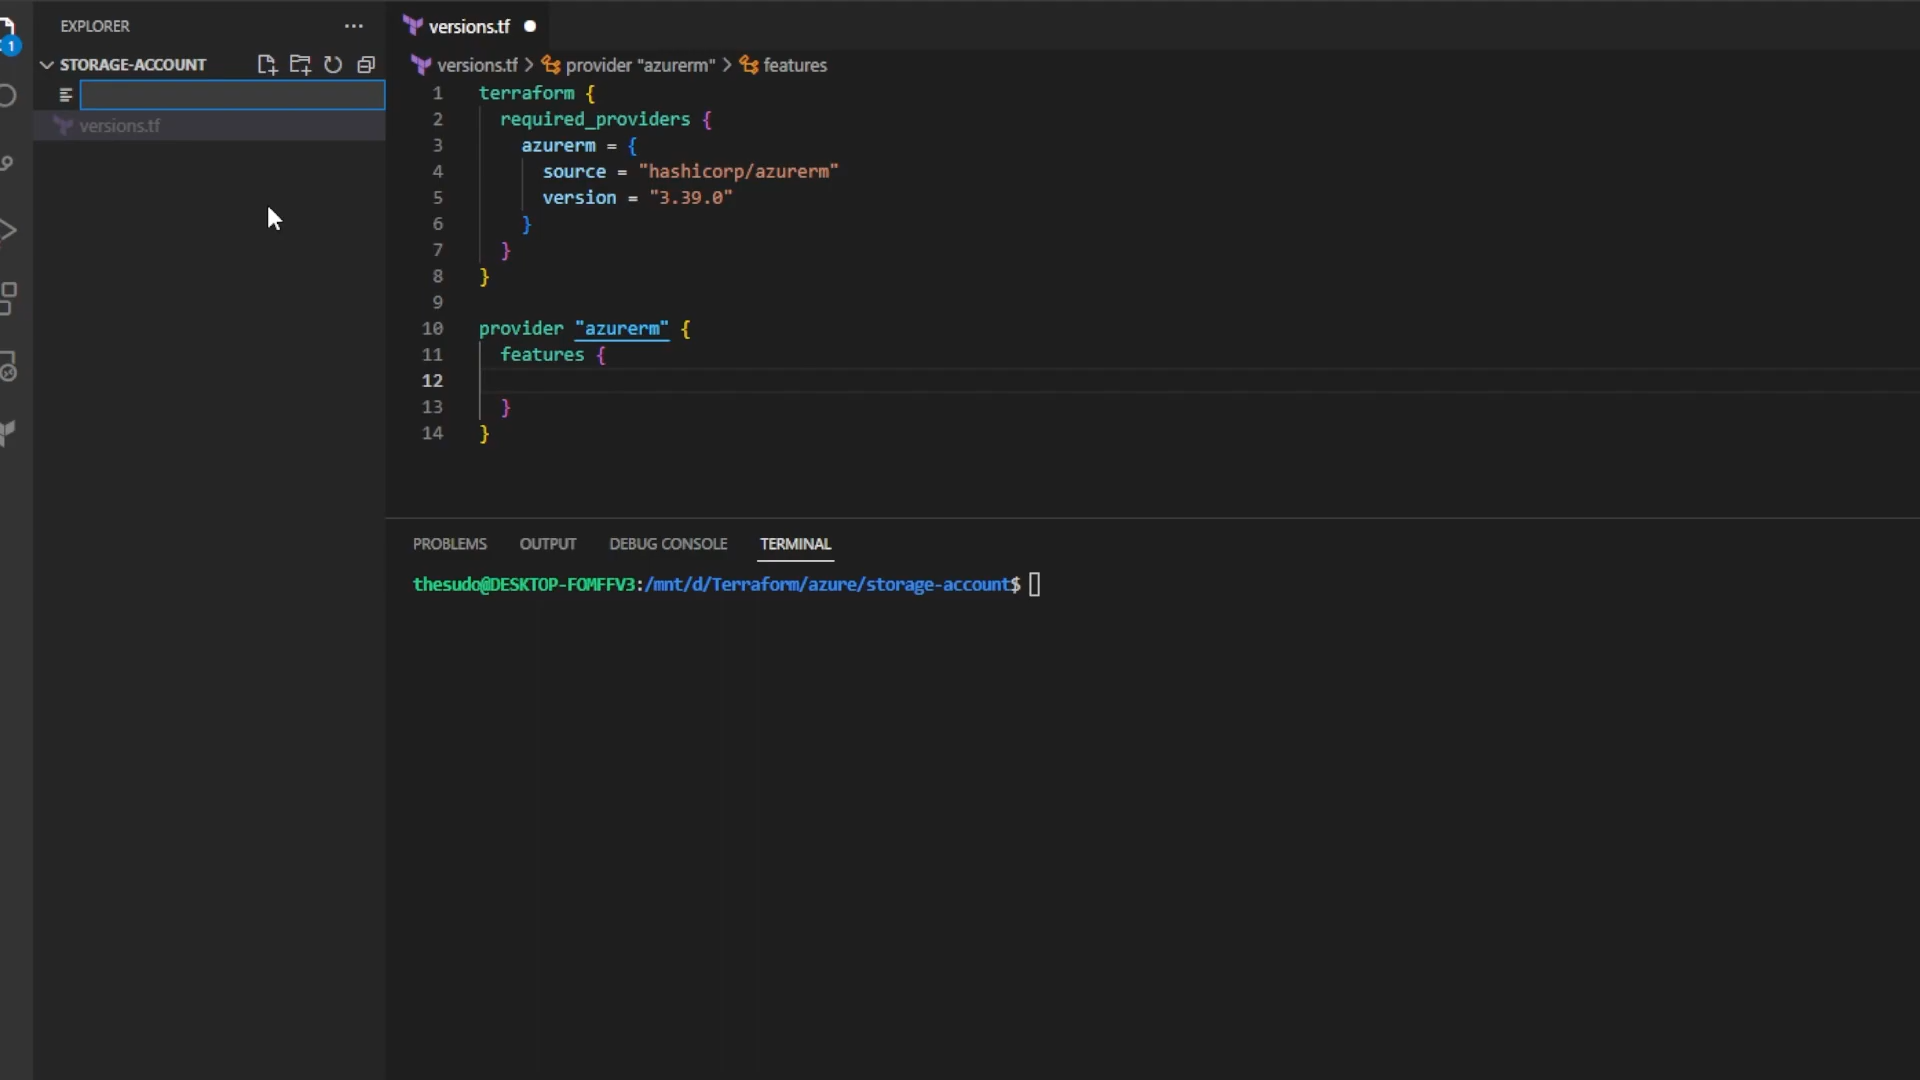 EXPLORER
STORAGE-ACCOUNT
versions.tf
1
versions.tf
versions.tf > provider "azurerm" > features
1 terraform {
2 required_providers {
3 azurerm = {
4 source = "hashicorp/azurerm"
5 version = "3.39.0"
6 }
7 }
8 }
9
10 provider "azurerm" {
11 features {
12
13 }
14 }
PROBLEMS OUTPUT DEBUG CONSOLE TERMINAL
thesudo@DESKTOP-FOMFFV3:/mnt/d/Terraform/azure/storage-account$